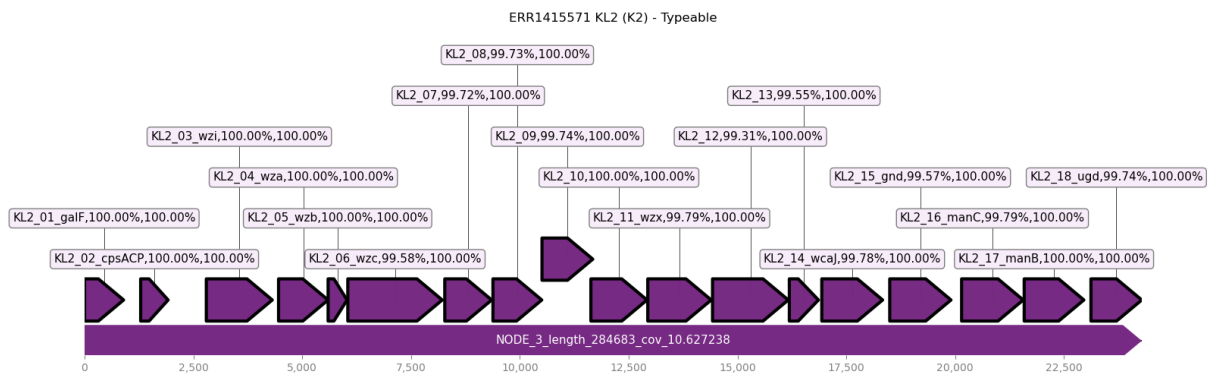 ERR1415571 KL2 (K2) - Typeable
KL2_08,99.73%,100.00%
KL2_07,99.72%,100.00%
KL2_13,99.55%,100.00%
KL2_03_wzi,100.00%,100.00%
KL2_09,99.74%,100.00%
KL2_12,99.31%,100.00%
KL2_04_wza,100.00%,100.00%
KL2_10,100.00%,100.00%
KL2_15_gnd,99.57%,100.00%
KL2_18_ugd,99.74%,100.00%
KL2_01_galF,100.00%,100.00%
KL2_05_wzb,100.00%,100.00%
KL2_11_wzx,99.79%,100.00%
KL2_16_manC,99.79%,100.00%
KL2_02_cpsACP,100.00%,100.00%
KL2_06_wzc,99.58%,100.00%
KL2_14_wcaJ,99.78%,100.00%
KL2_17_manB,100.00%,100.00%
NODE_3_length_284683_cov_10.627238
0 2,500 5,000 7,500 10,000 12,500 15,000 17,500 20,000 22,500